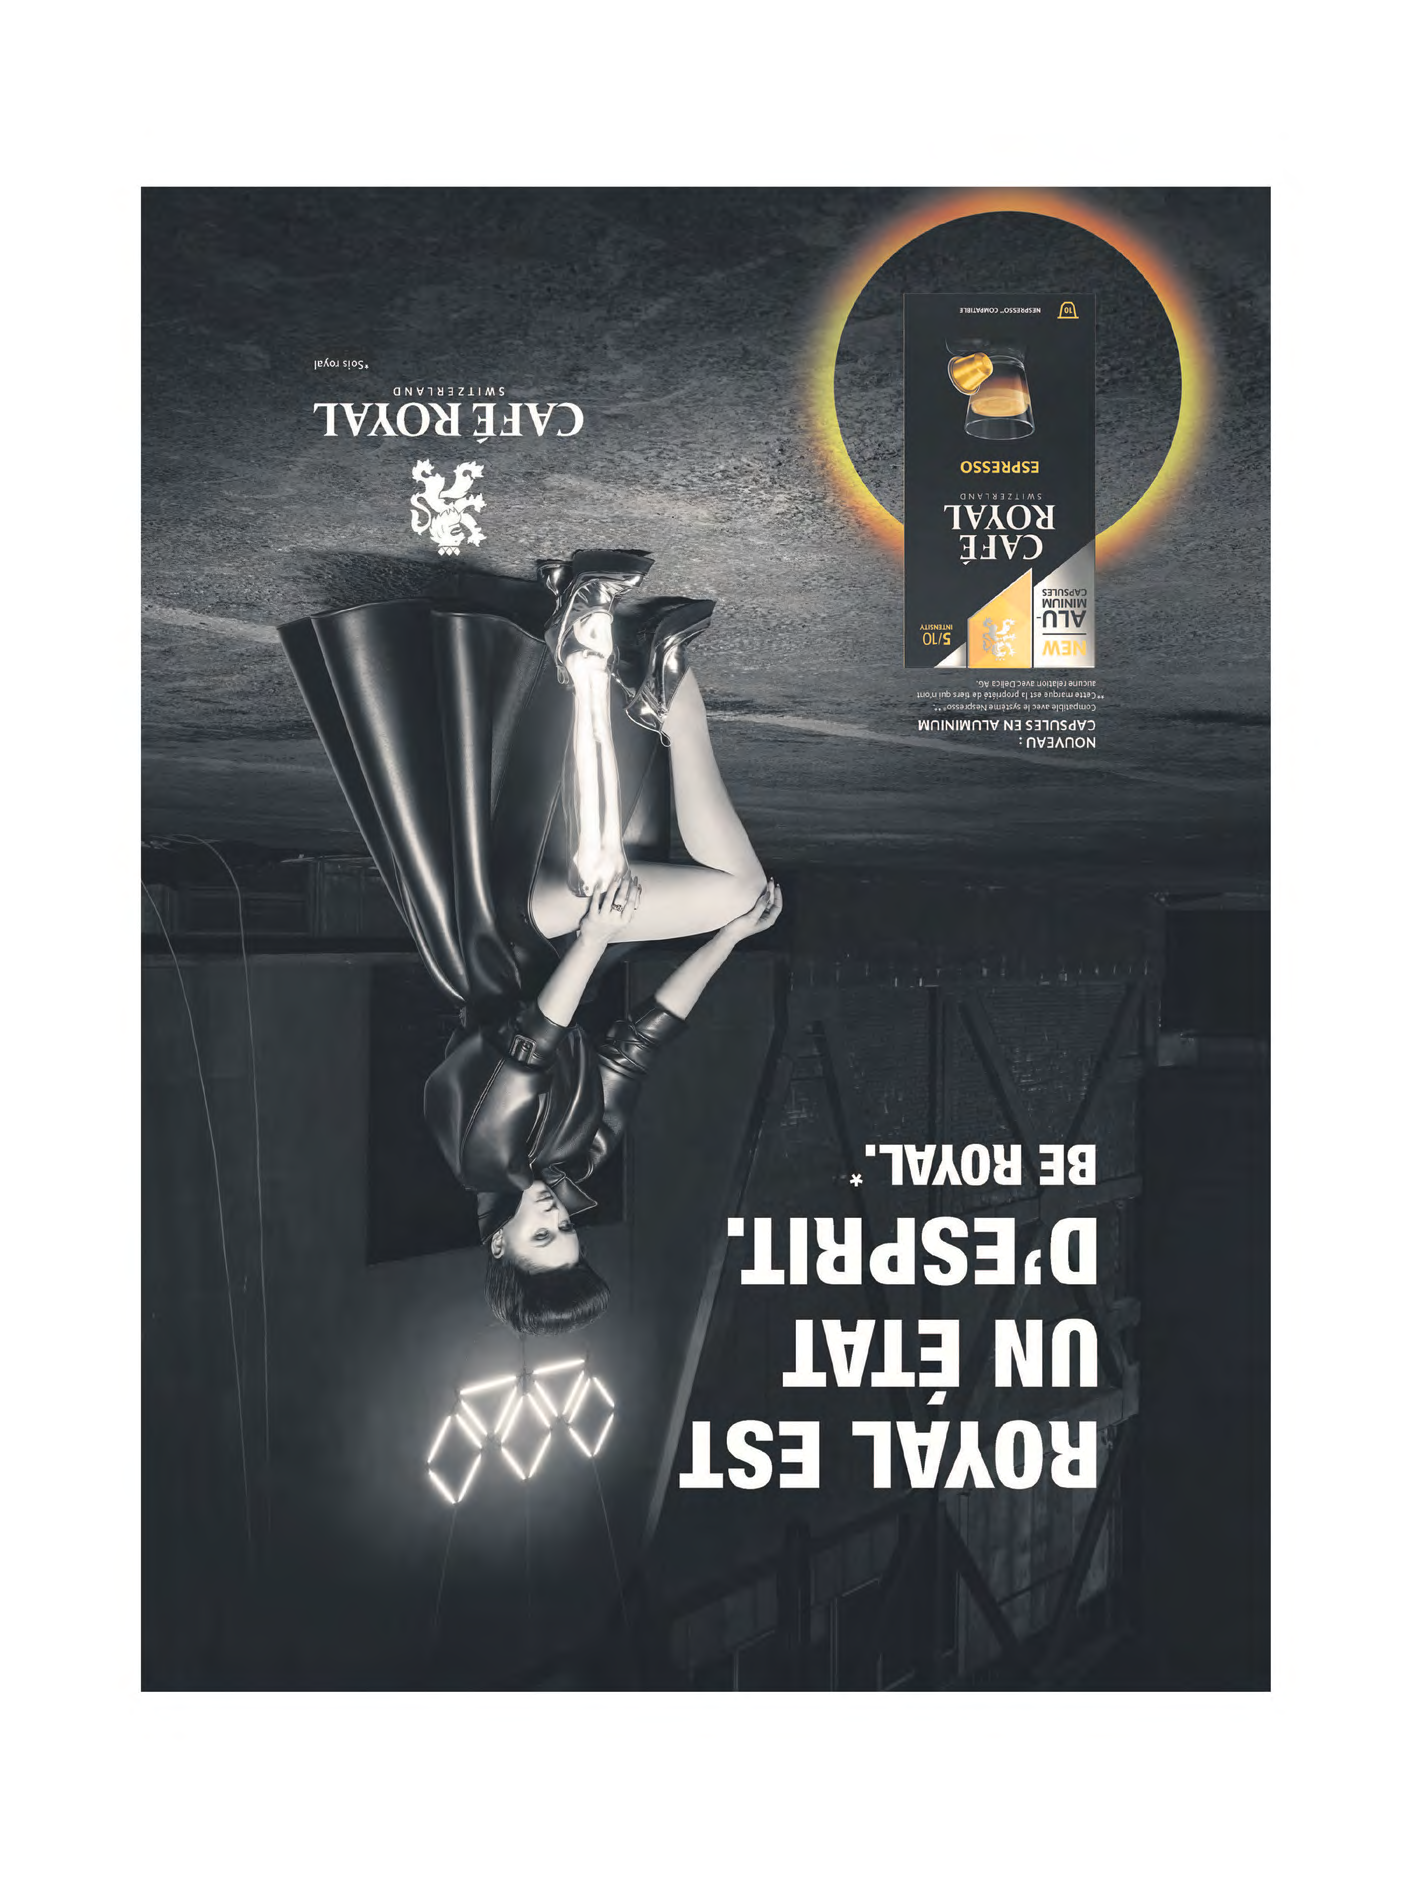 ROYAL EST
UN ÉTAT
D'ESPRIT.
BE ROYAL.*
NOUVEAU :
CAPSULES EN ALUMINIUM
Compatible avec le système Nespresso®**.
**Cette marque est la propriété de tiers qui n'ont
aucune relation avec Delica AG.
NEW
ALU-
MINIUM
CAPSULES
5/10
INTENSITY
CAFÉ
ROYAL
SWITZERLAND
ESPRESSO
10
NESPRESSO™ COMPATIBLE
CAFÉ ROYAL
SWITZERLAND
*Sois royal